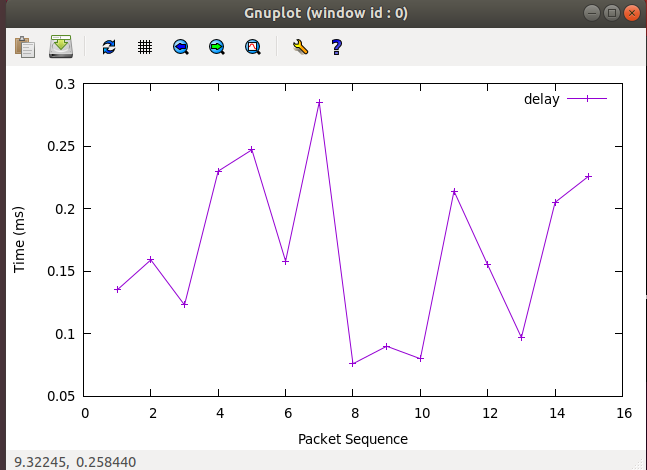 Gnuplot (window id : 0)
0.3
delay
0.25
0.2
Time (ms)
0.15
0.1
0.05
0 2 4 6 8 10 12 14 16
Packet Sequence
9.32245, 0.258440